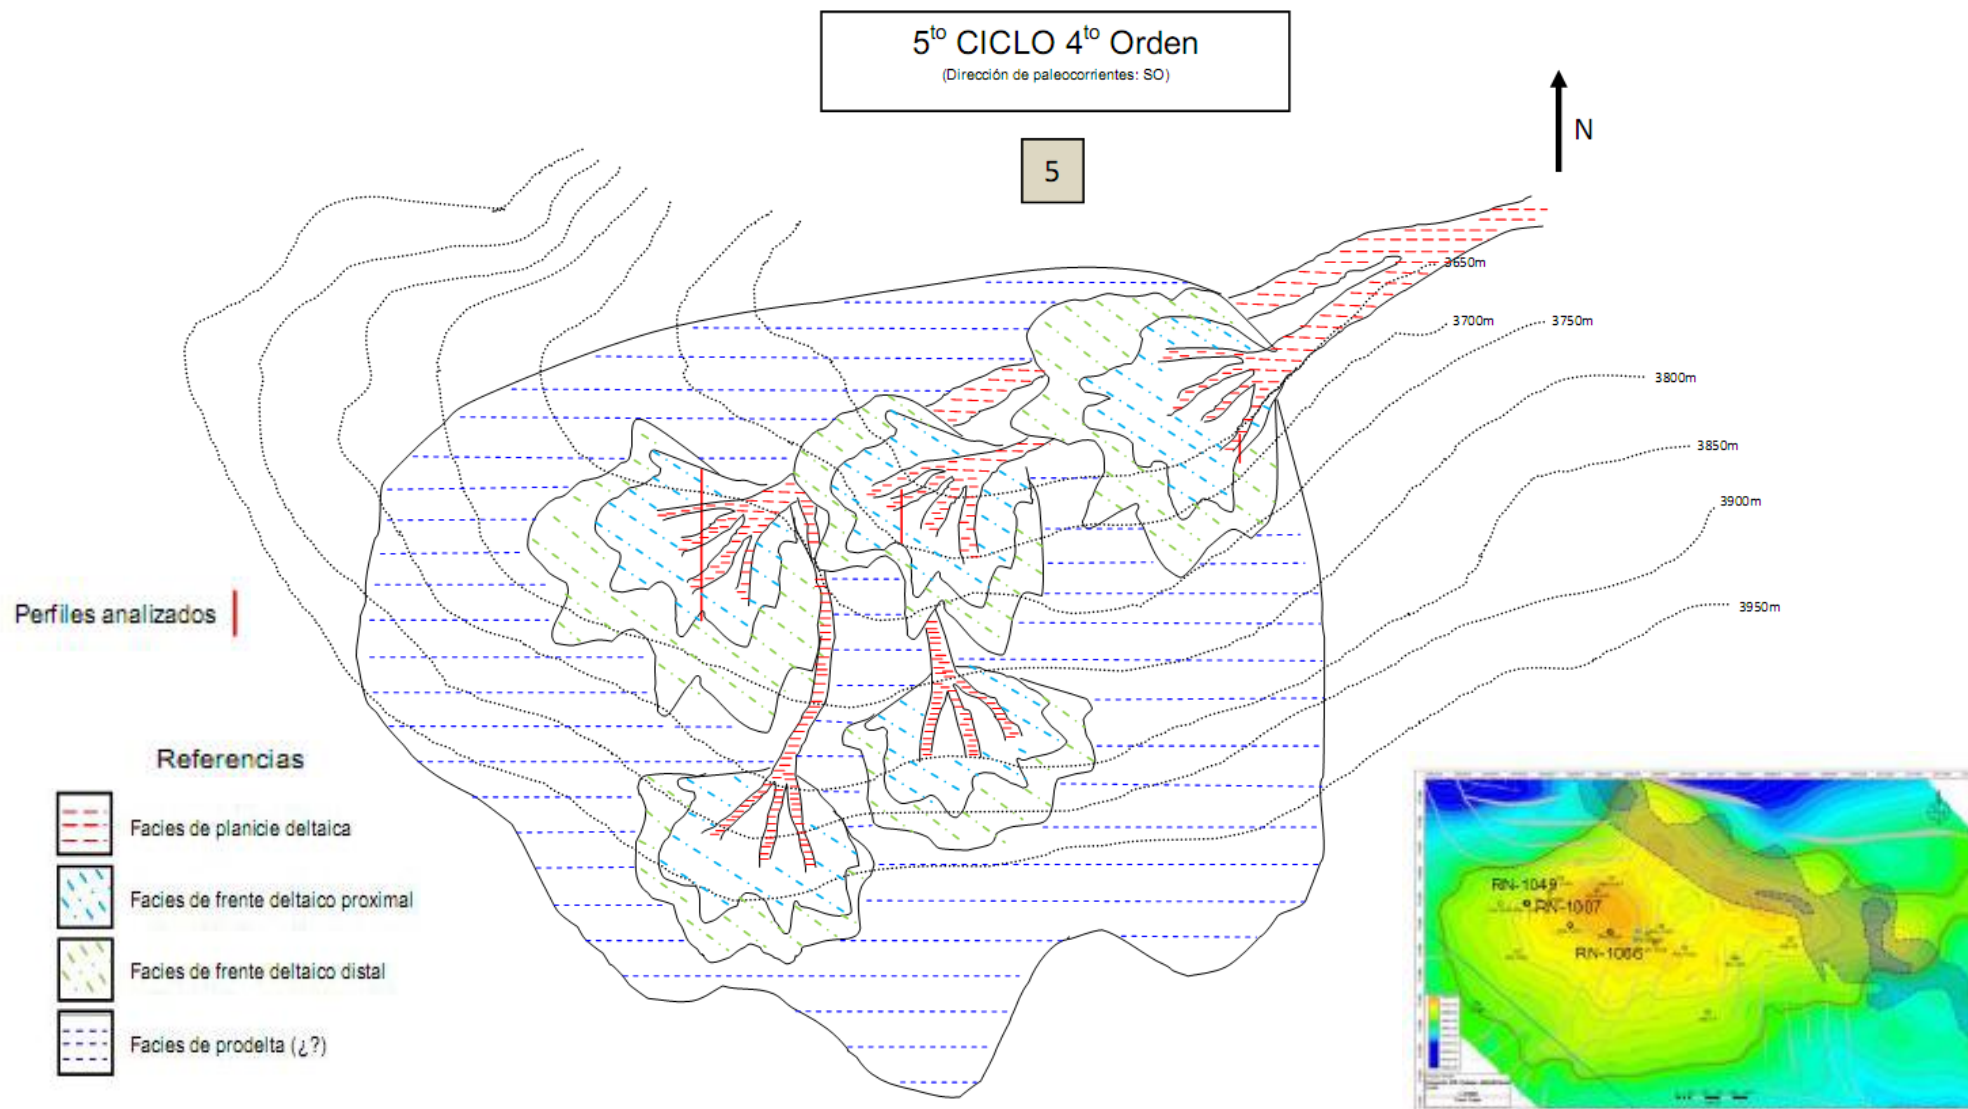 5to CICLO 4to Orden
(Dirección de paleocorrientes: SO)
5
N
3650m
3700m
3750m
3800m
3850m
3900m
3950m
Perfiles analizados
Referencias
Facies de planicie deltaica
Facies de frente deltaico proximal
Facies de frente deltaico distal
Facies de prodelta (¿?)
RN-1049
RN-1007
RN-1066